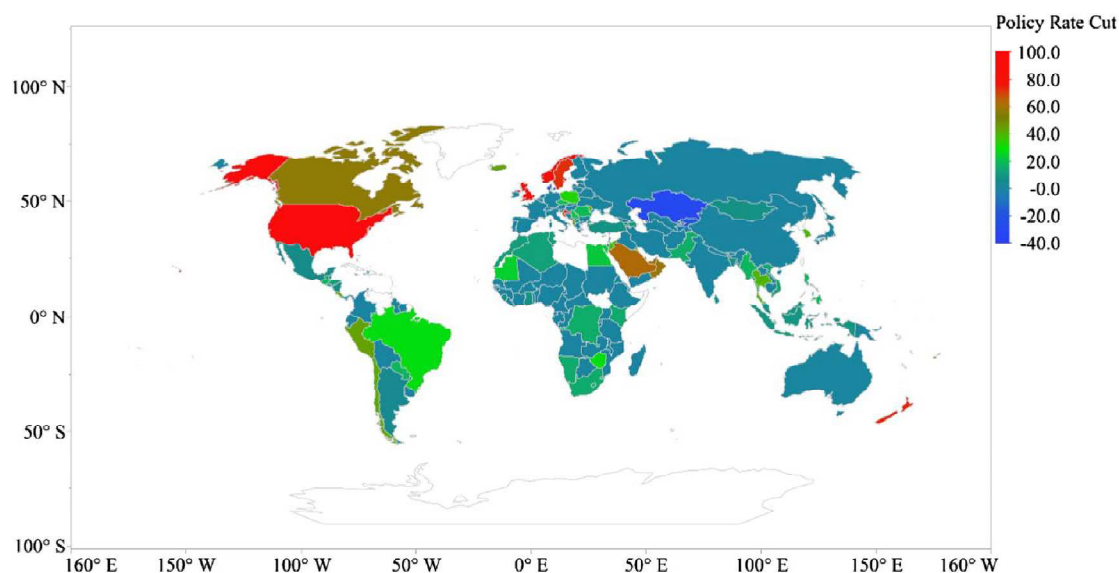 Policy Rate Cut
100.0
80.0
60.0
40.0
20.0
-0.0
-20.0
-40.0
100° N
50° N
0° N
50° S
100° S
160° E 150° W 100° W 50° W 0° E 50° E 100° E 150° E 160° W